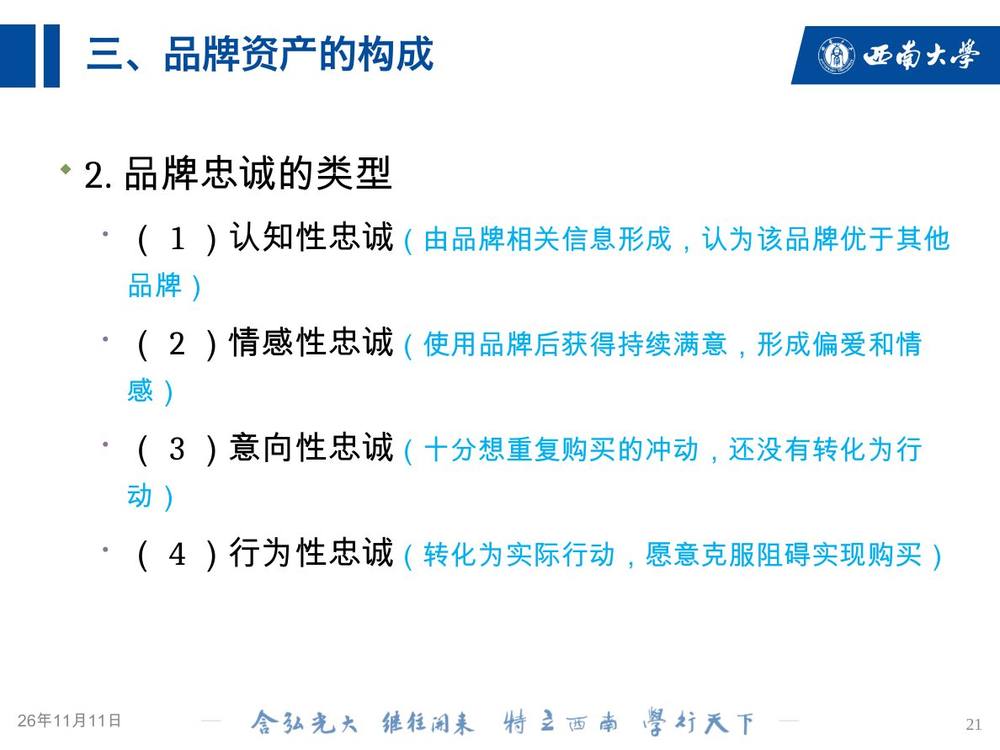 三、品牌资产的构成
西南大学
2. 品牌忠诚的类型
（ 1 ）认知性忠诚（由品牌相关信息形成，认为该品牌优于其他
品牌）
（ 2 ）情感性忠诚（使用品牌后获得持续满意，形成偏爱和情
感）
（ 3 ）意向性忠诚（十分想重复购买的冲动，还没有转化为行
动）
（ 4 ）行为性忠诚（转化为实际行动，愿意克服阻碍实现购买）
26年11月11日
含弘光大 继往开来 特立西南 學行天下
21